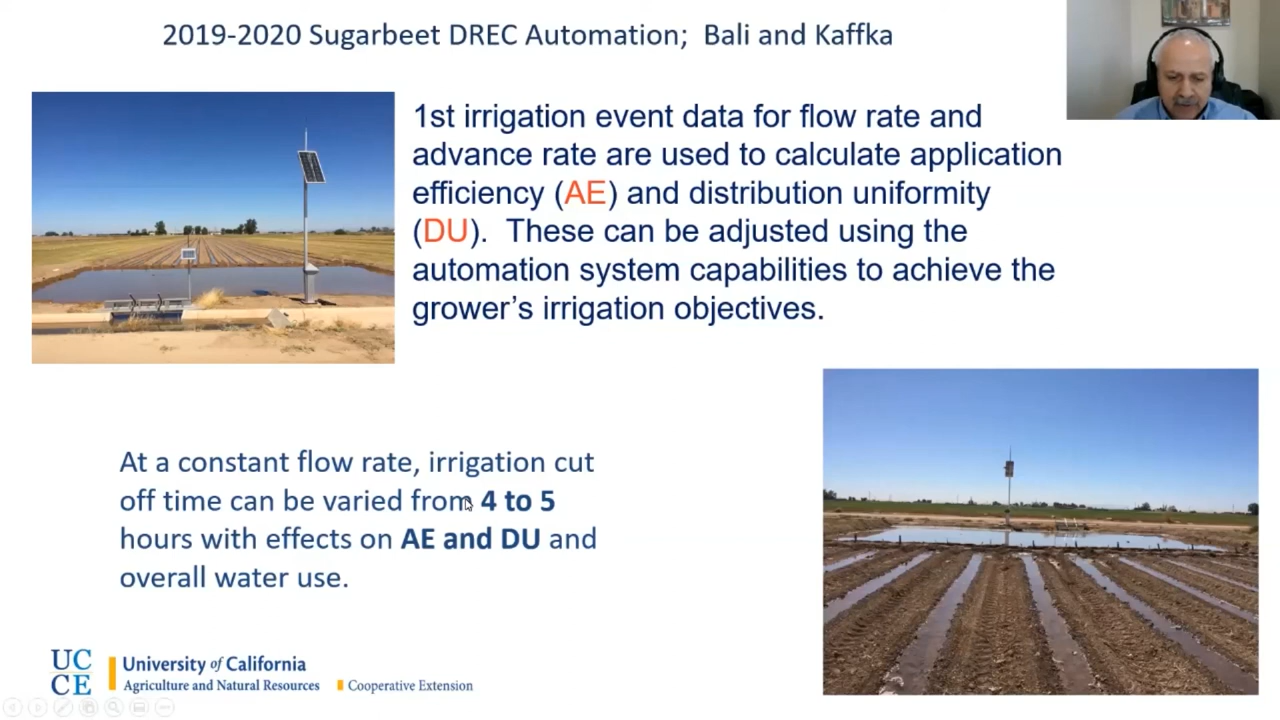 2019-2020 Sugarbeet DREC Automation;  Bali and Kaffka
1st irrigation event data for flow rate and
advance rate are used to calculate application
efficiency (AE) and distribution uniformity
(DU).  These can be adjusted using the
automation system capabilities to achieve the
grower's irrigation objectives.
At a constant flow rate, irrigation cut
off time can be varied from 4 to 5
hours with effects on AE and DU and
overall water use.
UC
CE
University of California
Agriculture and Natural Resources
Cooperative Extension